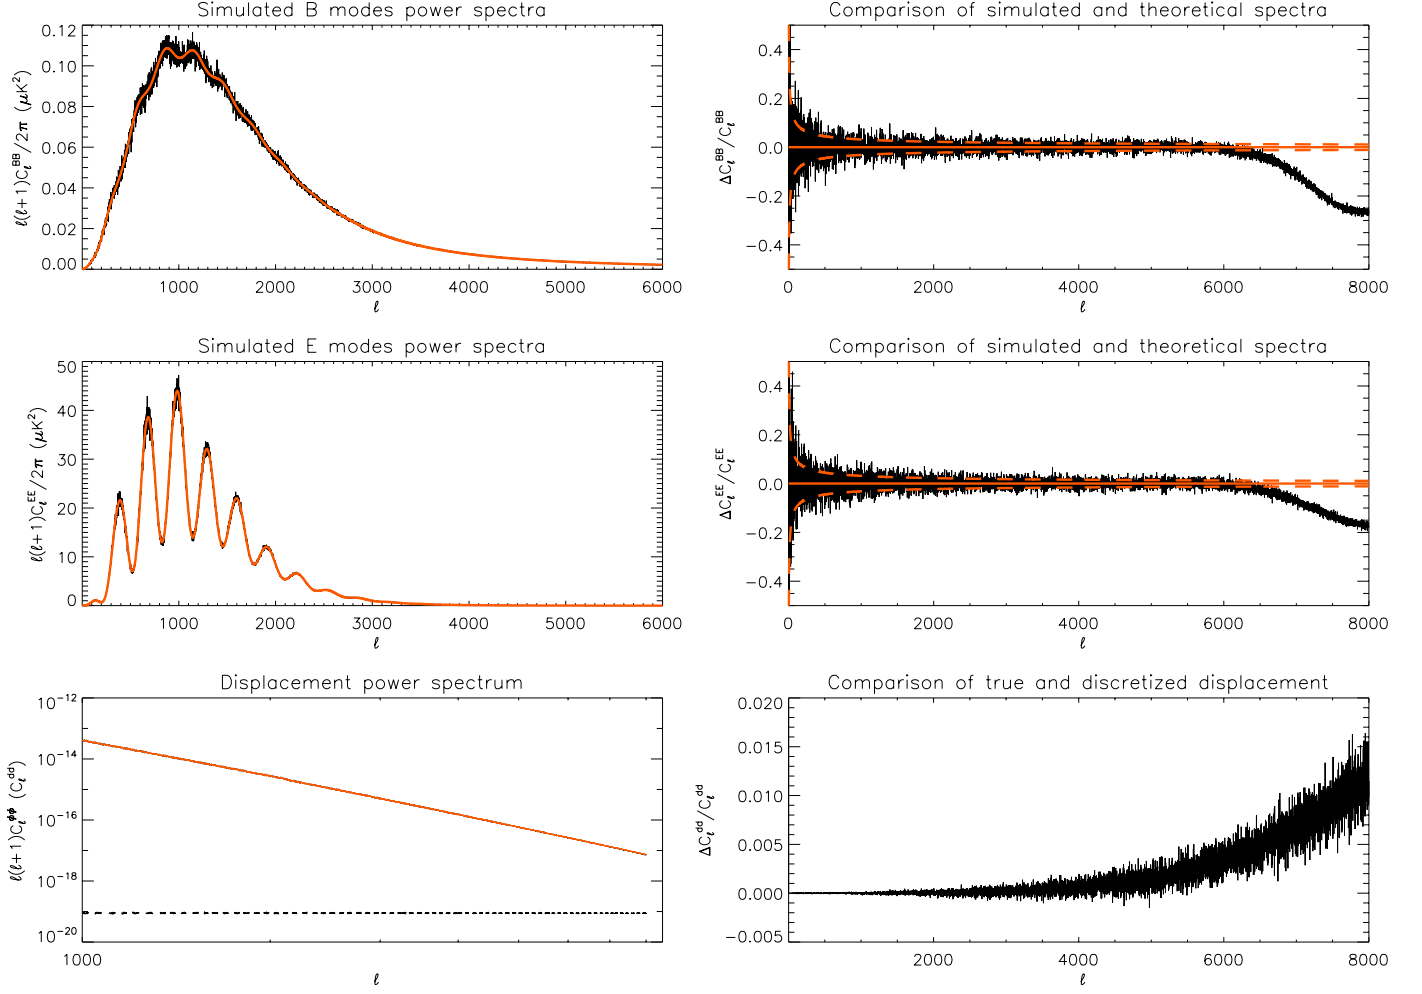 Simulated B modes power spectra
ℓ(ℓ+1)C_ℓ^BB/2π (μK²)
0.12
0.10
0.08
0.06
0.04
0.02
0.00
1000 2000 3000 4000 5000 6000
ℓ
Comparison of simulated and theoretical spectra
ΔC_ℓ^BB/C_ℓ^BB
0.4
0.2
0.0
−0.2
−0.4
0 2000 4000 6000 8000
ℓ
Simulated E modes power spectra
ℓ(ℓ+1)C_ℓ^EE/2π (μK²)
50
40
30
20
10
0
1000 2000 3000 4000 5000 6000
ℓ
Comparison of simulated and theoretical spectra
ΔC_ℓ^EE/C_ℓ^EE
0.4
0.2
0.0
−0.2
−0.4
0 2000 4000 6000 8000
ℓ
Displacement power spectrum
ℓ(ℓ+1)C_ℓ^ϕϕ (C_ℓ^dd)
10^−12
10^−14
10^−16
10^−18
10^−20
1000
ℓ
Comparison of true and discretized displacement
ΔC_ℓ^dd/C_ℓ^dd
0.020
0.015
0.010
0.005
0.000
−0.005
2000 4000 6000 8000
ℓ